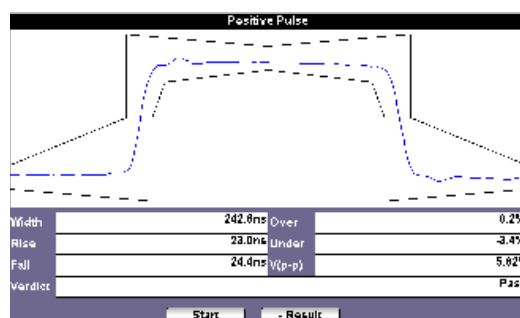 Positive Pulse
Width 242.8ns Over 0.2%
Rise 23.0ns Under -3.4%
Fall 24.4ns V(p-p) 5.02V
Verdict Pass
Start - Result